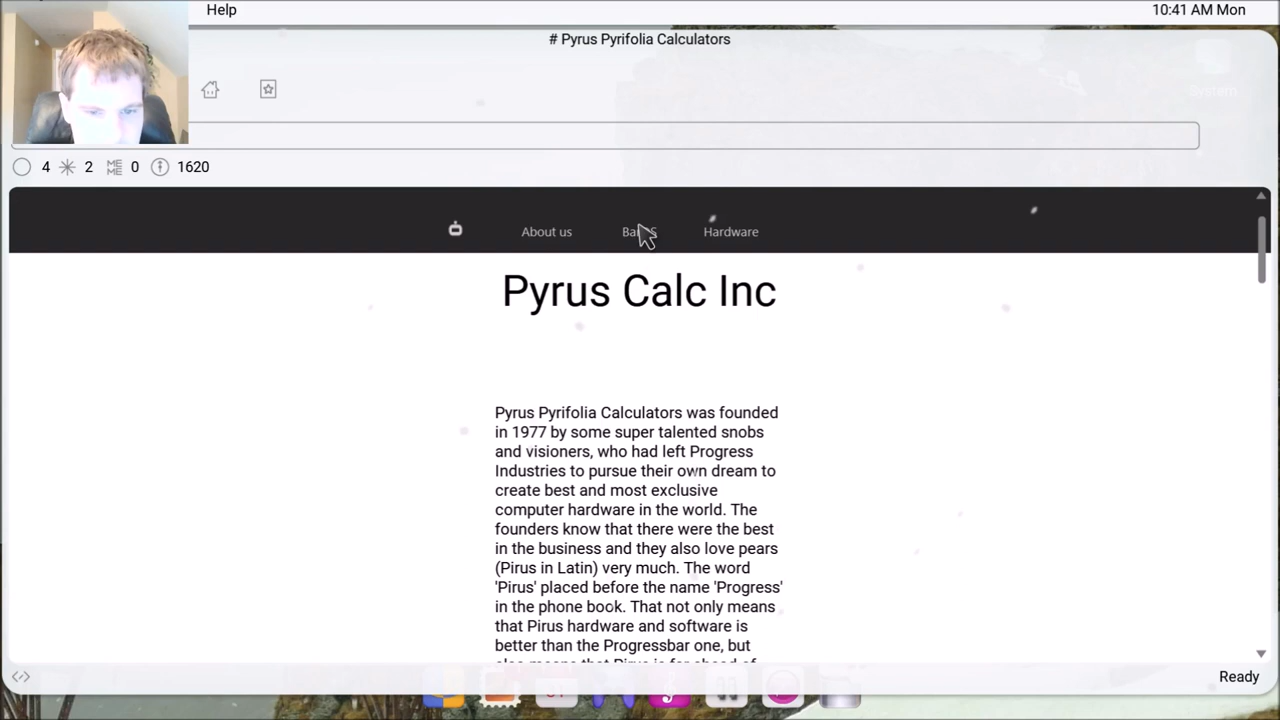 Help
10:41 AM Mon
# Pyrus Pyrifolia Calculators
4
2
0
1620
About us
Hardware
Pyrus Calc Inc
Pyrus Pyrifolia Calculators was founded
in 1977 by some super talented snobs
and visioners, who had left Progress
Industries to pursue their own dream to
create best and most exclusive
computer hardware in the world. The
founders know that there were the best
in the business and they also love pears
(Pirus in Latin) very much. The word
'Pirus' placed before the name 'Progress'
in the phone book. That not only means
that Pirus hardware and software is
better than the Progressbar one, but
Ready